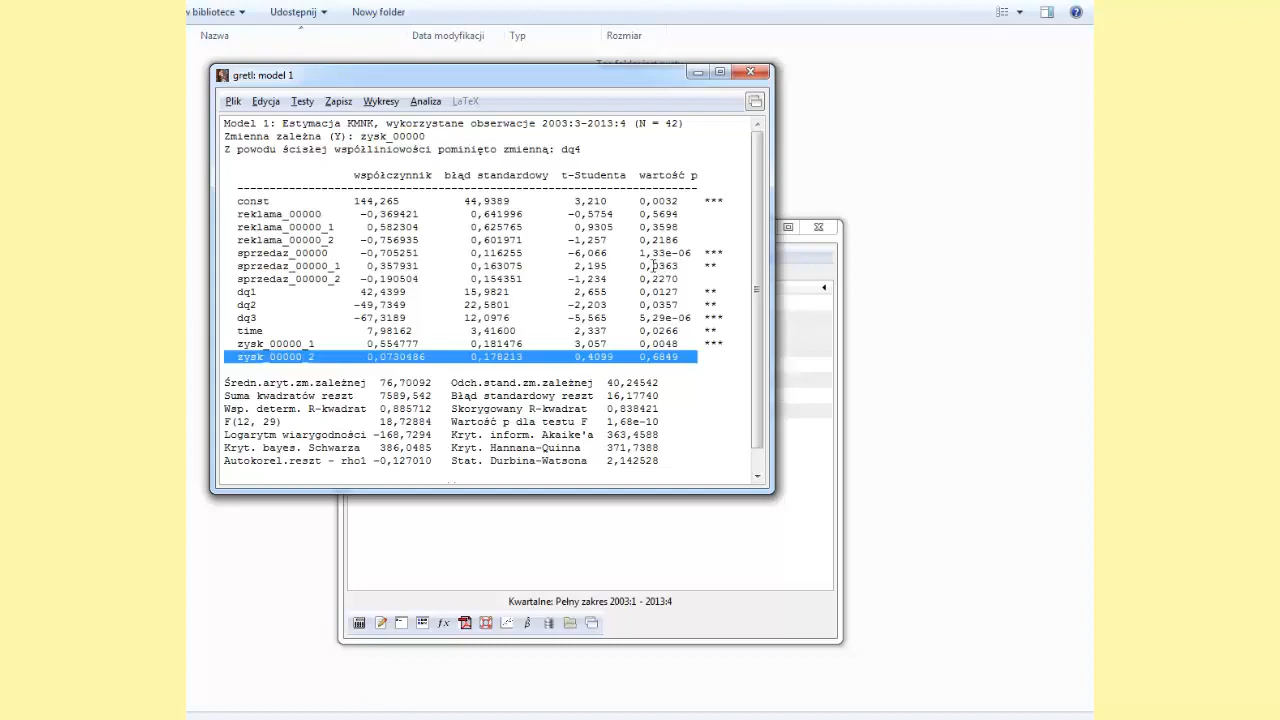 w bibliotece Udostępnij Nowy folder
Nazwa Data modyfikacji Typ Rozmiar
gretl: model 1
Plik Edycja Testy Zapisz Wykresy Analiza LaTeX
Model 1: Estymacja KMNK, wykorzystane obserwacje 2003:3-2013:4 (N = 42)
Zmienna zależna (Y): zysk_00000
Z powodu ścisłej współliniowości pominięto zmienną: dq4
współczynnik błąd standardowy t-Studenta wartość p
---------------------------------------------------------------
const 144,265 44,9389 3,210 0,0032 ***
reklama_00000 -0,369421 0,641996 -0,5754 0,5694
reklama_00000_1 0,582304 0,625765 0,9305 0,3598
reklama_00000_2 -0,756935 0,601971 -1,257 0,2186
sprzedaz_00000 -0,705251 0,116255 -6,066 1,33e-06 ***
sprzedaz_00000_1 0,357931 0,163075 2,195 0,0363 **
sprzedaz_00000_2 -0,190504 0,154351 -1,234 0,2270
dq1 42,4399 15,9821 2,655 0,0127 **
dq2 -49,7349 22,5801 -2,203 0,0357 **
dq3 -67,3189 12,0976 -5,565 5,29e-06 ***
time 7,98162 3,41600 2,337 0,0266 **
zysk_00000_1 0,554777 0,181476 3,057 0,0048 ***
zysk_00000_2 0,0730486 0,178213 0,4099 0,6849
Średn.aryt.zm.zależnej 76,70092 Odch.stand.zm.zależnej 40,24542
Suma kwadratów reszt 7589,542 Błąd standardowy reszt 16,17740
Wsp. determ. R-kwadrat 0,885712 Skorygowany R-kwadrat 0,838421
F(12, 29) 18,72884 Wartość p dla testu F 1,68e-10
Logarytm wiarygodności -168,7294 Kryt. inform. Akaike'a 363,4588
Kryt. bayes. Schwarza 386,0485 Kryt. Hannana-Quinna 371,7388
Autokorel.reszt - rho1 -0,127010 Stat. Durbina-Watsona 2,142528
Kwartalne: Pełny zakres 2003:1 - 2013:4